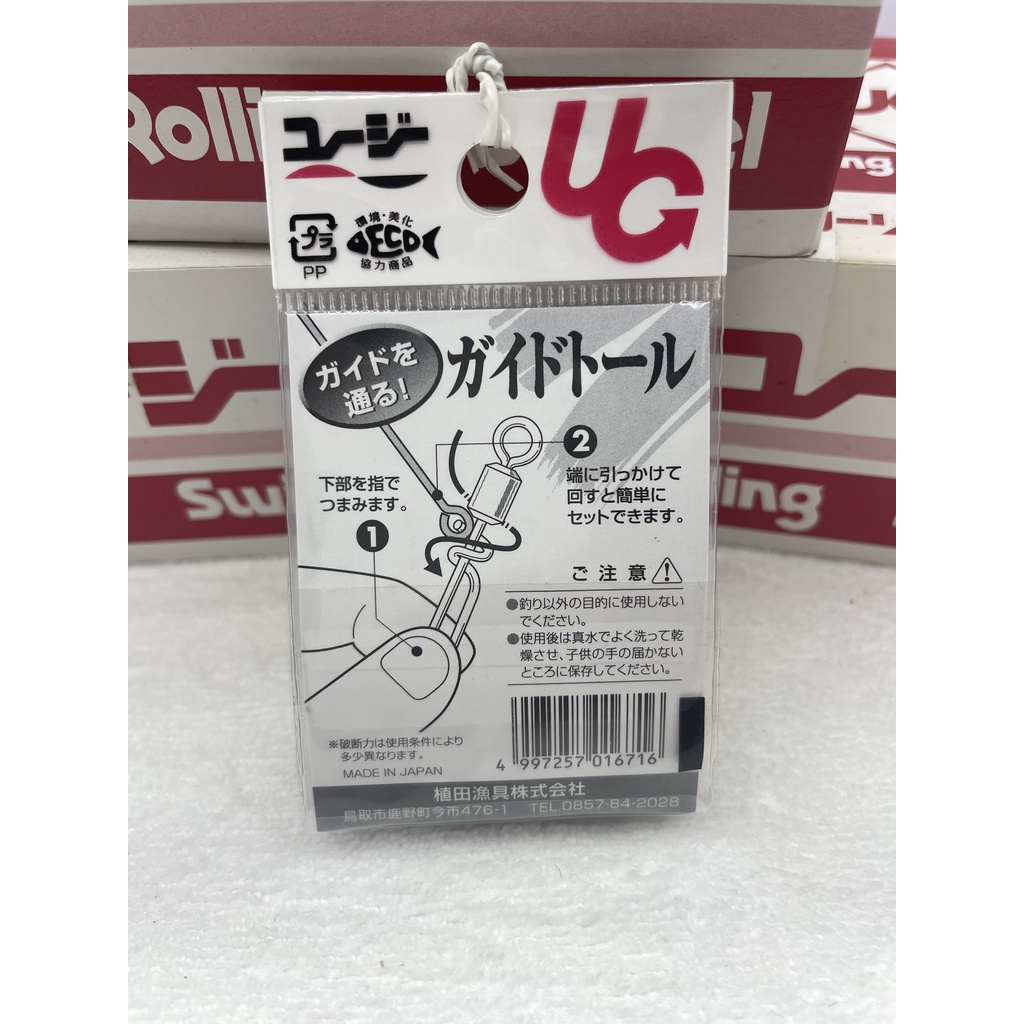 Rolli
el
ユージー
UG
プラ
PP
環境・美化
ECO
協力商品
ガイドを
通る!
ガイドトール
下部を指で
つまみます。
1
2
端に引っかけて
回すと簡単に
セットできます。
ご注意
●釣り以外の目的に使用しない
でください。
●使用後は真水でよく洗って乾
燥させ、子供の手の届かない
ところに保存してください。
※破断力は使用条件により
多少異なります。
MADE IN JAPAN
4 997257 016716
植田漁具株式会社
鳥取市鹿野町今市476-1 TEL.0857-84-2028
ジー
ユー
Swi
ling
ng